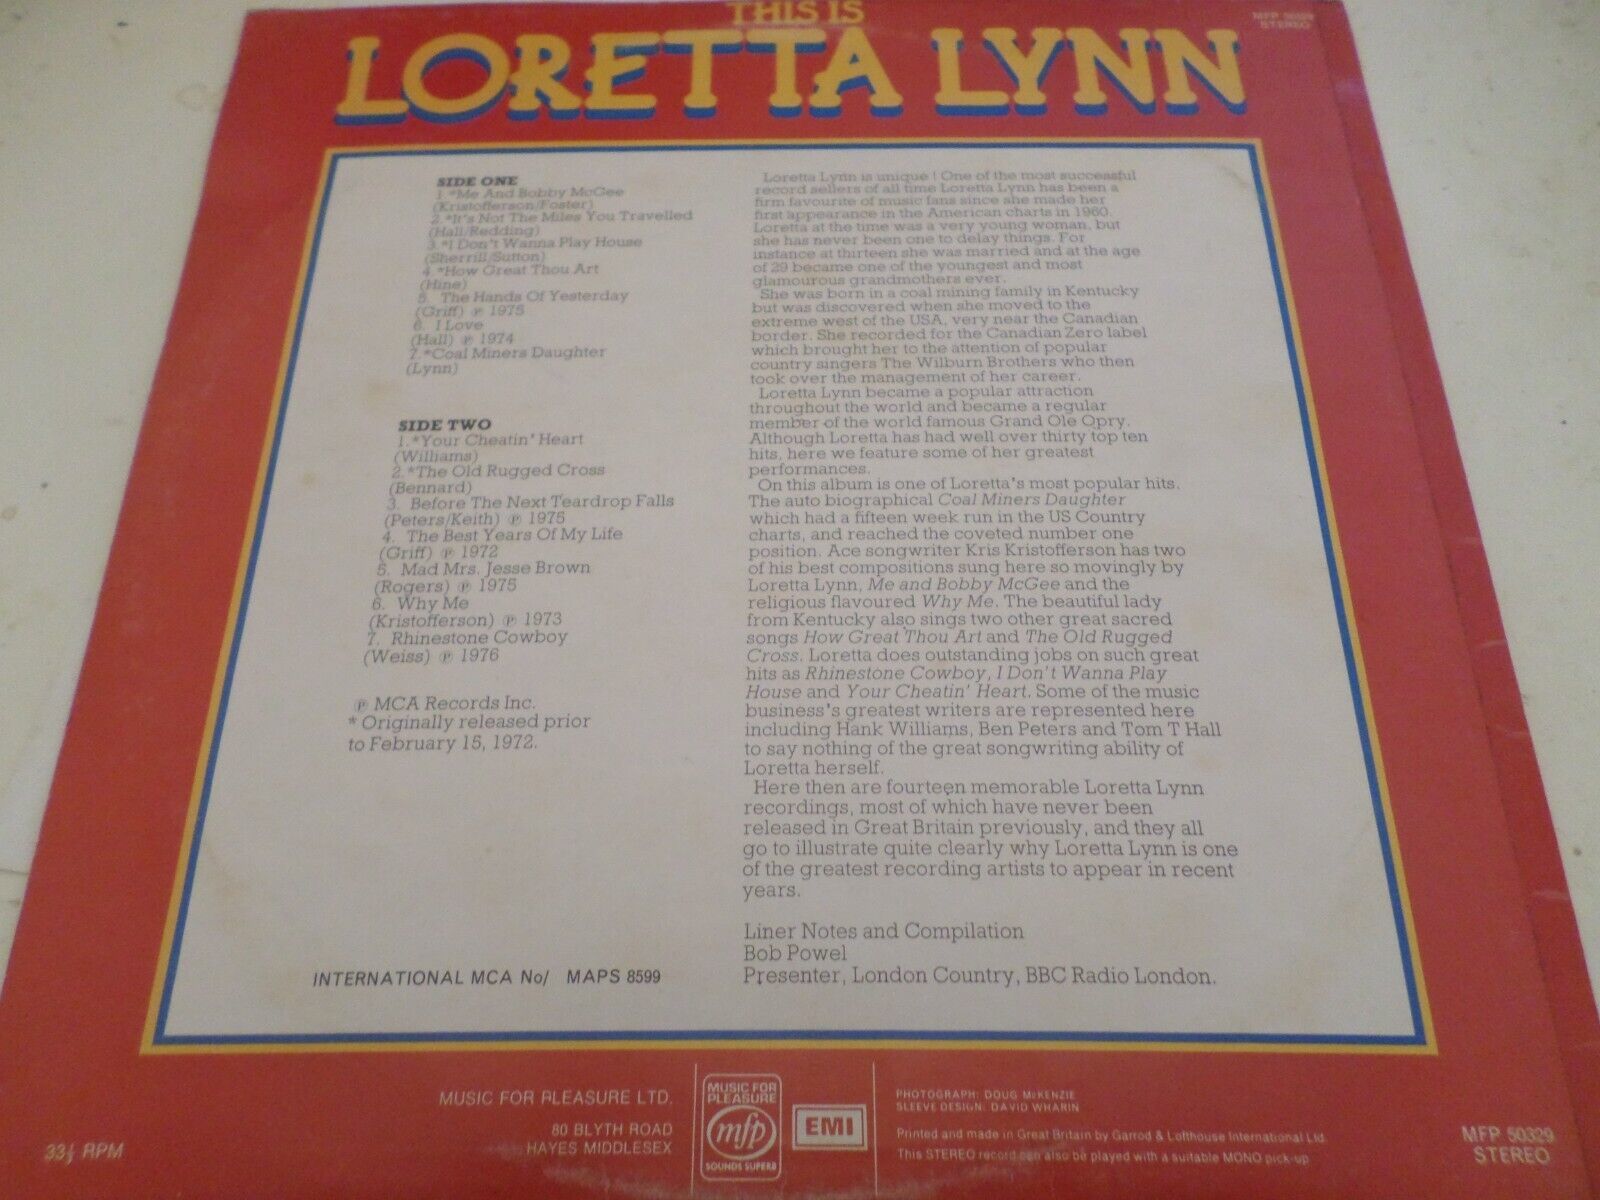 THIS IS
LORETTA LYNN
MFP 50329
STEREO
SIDE ONE
1. *Me And Bobby McGee
(Kristofferson/Foster)
2. *It's Not The Miles You Travelled
(Hall/Redding)
3. *I Don't Wanna Play House
(Sherrill/Sutton)
4. *How Great Thou Art
(Hine)
5. The Hands Of Yesterday
(Griff) ℗ 1975
6. I Love
(Hall) ℗ 1974
7. *Coal Miners Daughter
(Lynn)
SIDE TWO
1. *Your Cheatin' Heart
(Williams)
2. *The Old Rugged Cross
(Bennard)
3. Before The Next Teardrop Falls
(Peters/Keith) ℗ 1975
4. The Best Years Of My Life
(Griff) ℗ 1972
5. Mad Mrs. Jesse Brown
(Rogers) ℗ 1975
6. Why Me
(Kristofferson) ℗ 1973
7. Rhinestone Cowboy
(Weiss) ℗ 1976
℗ MCA Records Inc.
* Originally released prior
to February 15, 1972.
INTERNATIONAL MCA No/ MAPS 8599
Loretta Lynn is unique! One of the most successful
record sellers of all time Loretta Lynn has been a
firm favourite of music fans since she made her
first appearance in the American charts in 1960.
Loretta at the time was a very young woman, but
she has never been one to delay things. For
instance at thirteen she was married and at the age
of 29 became one of the youngest and most
glamourous grandmothers ever.
She was born in a coal mining family in Kentucky
but was discovered when she moved to the
extreme west of the USA, very near the Canadian
border. She recorded for the Canadian Zero label
which brought her to the attention of popular
country singers The Wilburn Brothers who then
took over the management of her career.
Loretta Lynn became a popular attraction
throughout the world and became a regular
member of the world famous Grand Ole Opry.
Although Loretta has had well over thirty top ten
hits, here we feature some of her greatest
performances.
On this album is one of Loretta's most popular hits.
The auto biographical Coal Miners Daughter
which had a fifteen week run in the US Country
charts, and reached the coveted number one
position. Ace songwriter Kris Kristofferson has two
of his best compositions sung here so movingly by
Loretta Lynn, Me and Bobby McGee and the
religious flavoured Why Me. The beautiful lady
from Kentucky also sings two other great sacred
songs How Great Thou Art and The Old Rugged
Cross. Loretta does outstanding jobs on such great
hits as Rhinestone Cowboy, I Don't Wanna Play
House and Your Cheatin' Heart. Some of the music
business's greatest writers are represented here
including Hank Williams, Ben Peters and Tom T Hall
to say nothing of the great songwriting ability of
Loretta herself.
Here then are fourteen memorable Loretta Lynn
recordings, most of which have never been
released in Great Britain previously, and they all
go to illustrate quite clearly why Loretta Lynn is one
of the greatest recording artists to appear in recent
years.
Liner Notes and Compilation
Bob Powel
Presenter, London Country, BBC Radio London.
33⅓ RPM
MUSIC FOR PLEASURE LTD.
80 BLYTH ROAD
HAYES MIDDLESEX
MUSIC FOR
PLEASURE
mfp
SOUNDS SUPERB
EMI
PHOTOGRAPH: DOUG McKENZIE
SLEEVE DESIGN: DAVID WHARIN
Printed and made in Great Britain by Garrod & Lofthouse International Ltd
This STEREO record can also be played with a suitable MONO pick-up
MFP 50329
STEREO